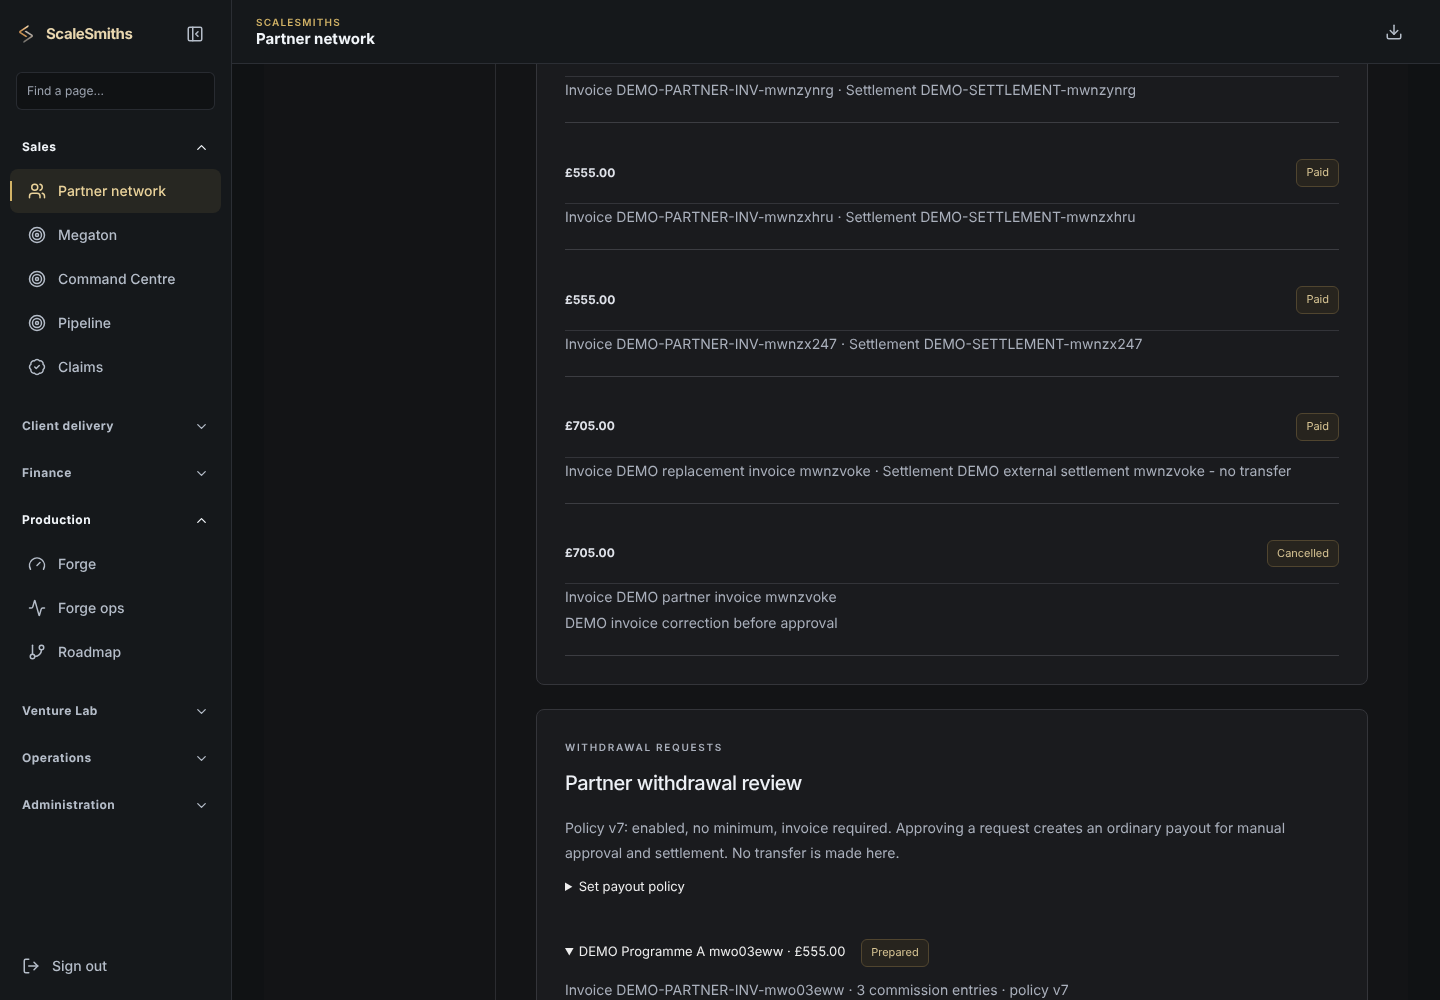 ScaleSmiths
Find a page...
Sales
Partner network
Megaton
Command Centre
Pipeline
Claims
Client delivery
Finance
Production
Forge
Forge ops
Roadmap
Venture Lab
Operations
Administration
Sign out
SCALESMITHS
Partner network
Invoice DEMO-PARTNER-INV-mwnzynrg · Settlement DEMO-SETTLEMENT-mwnzynrg
£555.00
Paid
Invoice DEMO-PARTNER-INV-mwnzxhru · Settlement DEMO-SETTLEMENT-mwnzxhru
£555.00
Paid
Invoice DEMO-PARTNER-INV-mwnzx247 · Settlement DEMO-SETTLEMENT-mwnzx247
£705.00
Paid
Invoice DEMO replacement invoice mwnzvoke · Settlement DEMO external settlement mwnzvoke - no transfer
£705.00
Cancelled
Invoice DEMO partner invoice mwnzvoke
DEMO invoice correction before approval
WITHDRAWAL REQUESTS
Partner withdrawal review
Policy v7: enabled, no minimum, invoice required. Approving a request creates an ordinary payout for manual
approval and settlement. No transfer is made here.
Set payout policy
DEMO Programme A mwo03eww · £555.00
Prepared
Invoice DEMO-PARTNER-INV-mwo03eww · 3 commission entries · policy v7